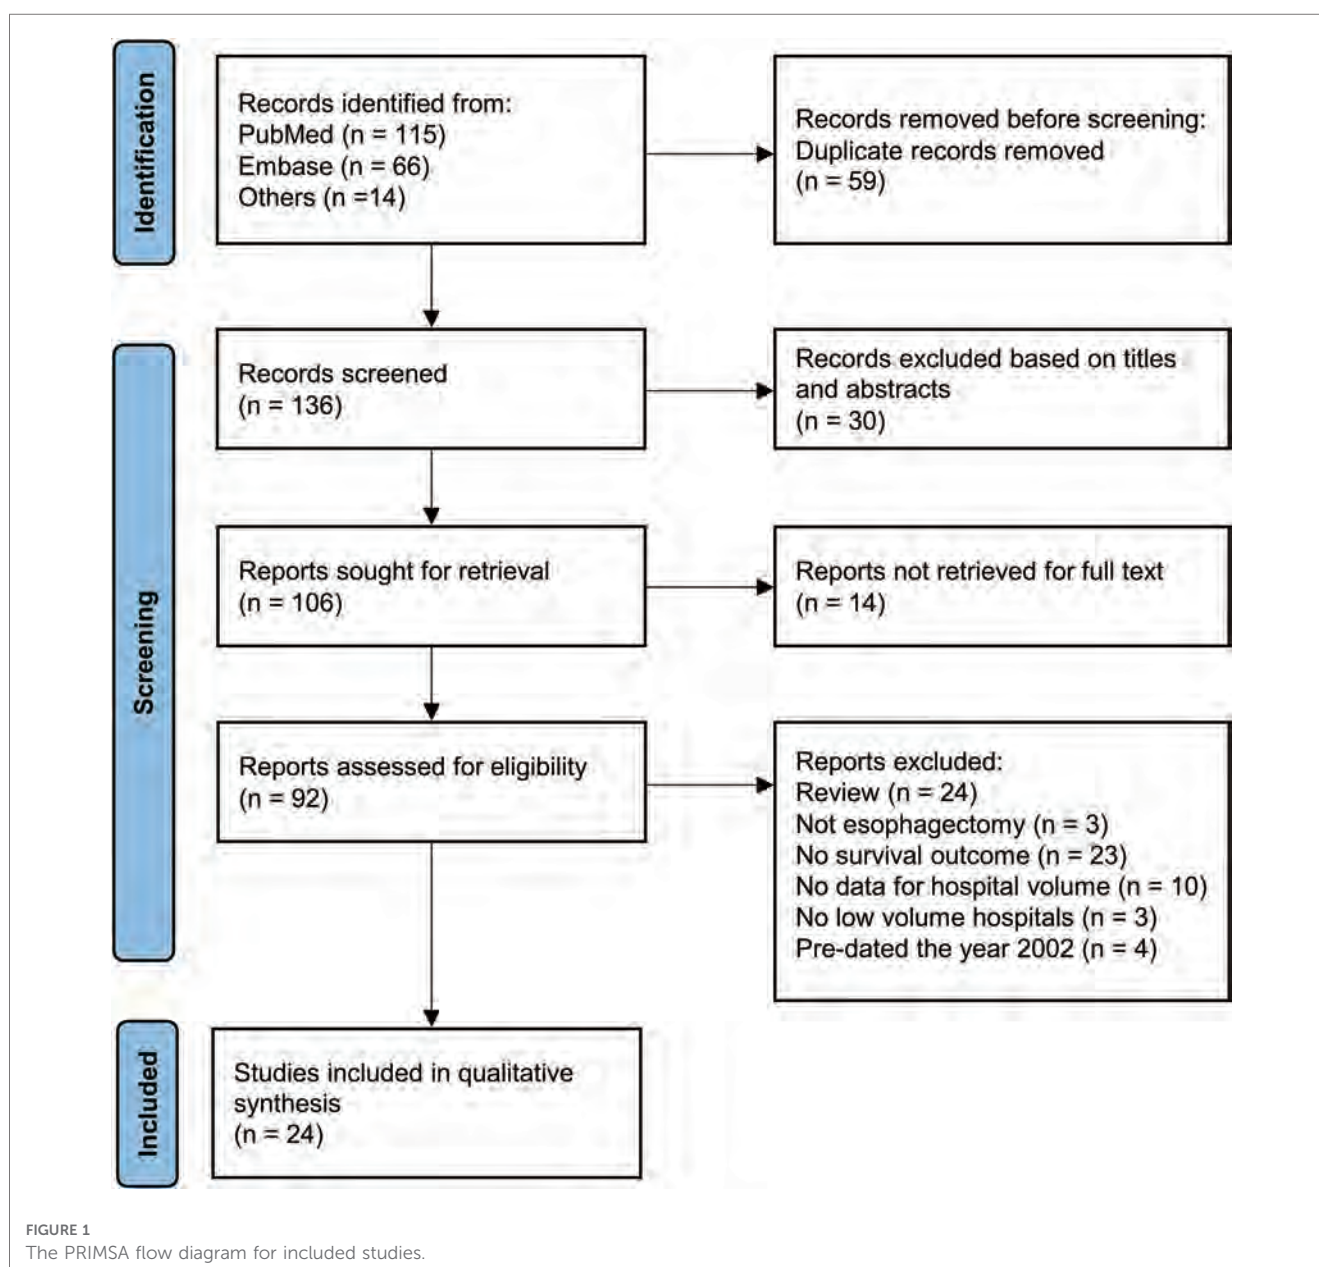 Identification
Records identified from:
PubMed (n = 115)
Embase (n = 66)
Others (n =14)
Records removed before screening:
Duplicate records removed
(n = 59)
Screening
Records screened
(n = 136)
Records excluded based on titles
and abstracts
(n = 30)
Reports sought for retrieval
(n = 106)
Reports not retrieved for full text
(n = 14)
Reports assessed for eligibility
(n = 92)
Reports excluded:
Review (n = 24)
Not esophagectomy (n = 3)
No survival outcome (n = 23)
No data for hospital volume (n = 10)
No low volume hospitals (n = 3)
Pre-dated the year 2002 (n = 4)
Included
Studies included in qualitative
synthesis
(n = 24)
FIGURE 1
The PRIMSA flow diagram for included studies.